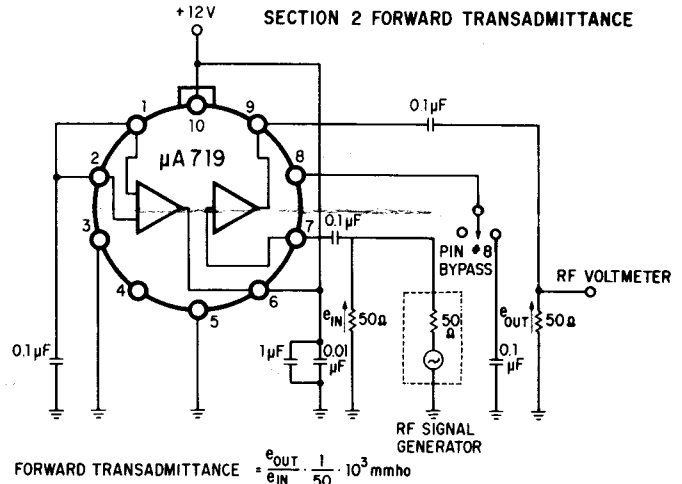 SECTION 2 FORWARD TRANSADMITTANCE
+12V
1
10
9
0.1µF
µA719
2
8
3
7
0.1µF
PIN #8
BYPASS
RF VOLTMETER
4
5
6
0.1µF
1µF
0.01
µF
eIN
50Ω
50
Ω
0.1
µF
eOUT
50Ω
RF SIGNAL
GENERATOR
FORWARD TRANSADMITTANCE = eOUT/eIN · 1/50 · 10³ mmho